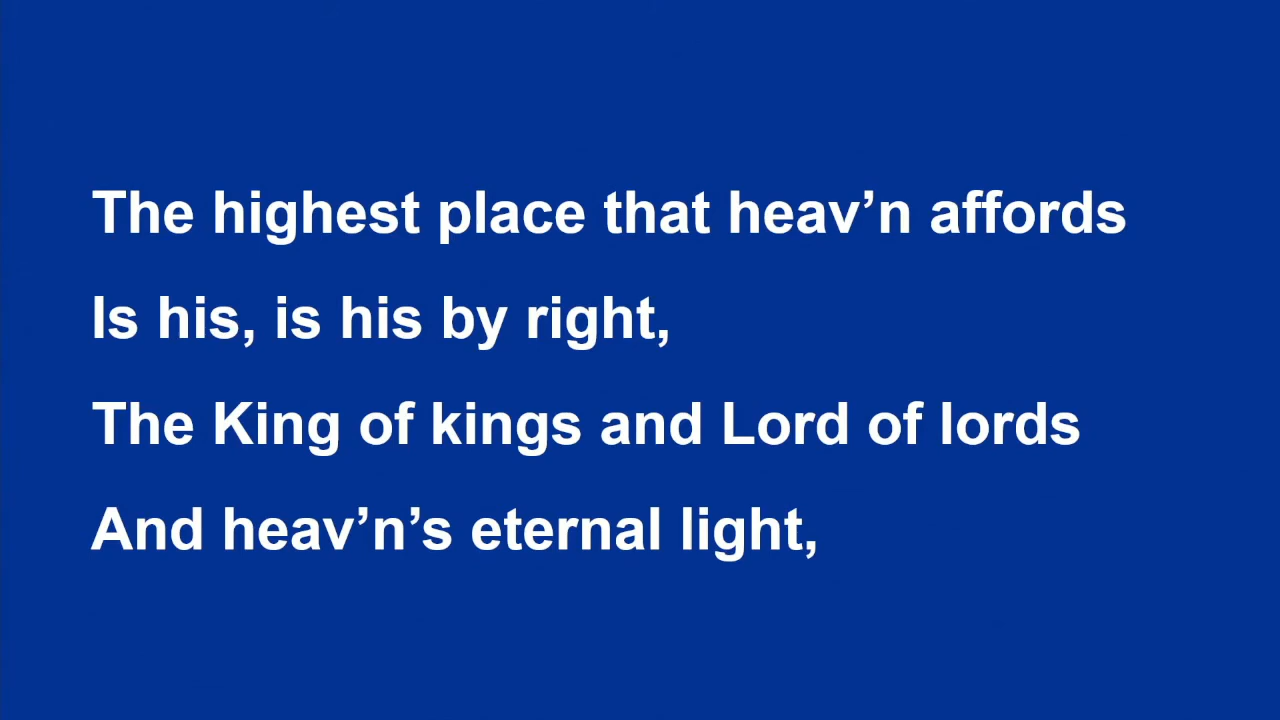 The highest place that heav’n affords
Is his, is his by right,
The King of kings and Lord of lords
And heav’n’s eternal light,